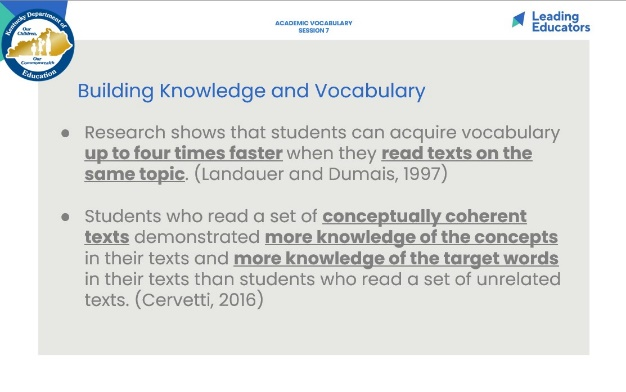 Kentucky Department of
Our Children,
Our Commonwealth
Education
ACADEMIC VOCABULARY
SESSION 7
Leading
Educators
Building Knowledge and Vocabulary
● Research shows that students can acquire vocabulary
up to four times faster when they read texts on the
same topic. (Landauer and Dumais, 1997)
● Students who read a set of conceptually coherent
texts demonstrated more knowledge of the concepts
in their texts and more knowledge of the target words
in their texts than students who read a set of unrelated
texts. (Cervetti, 2016)